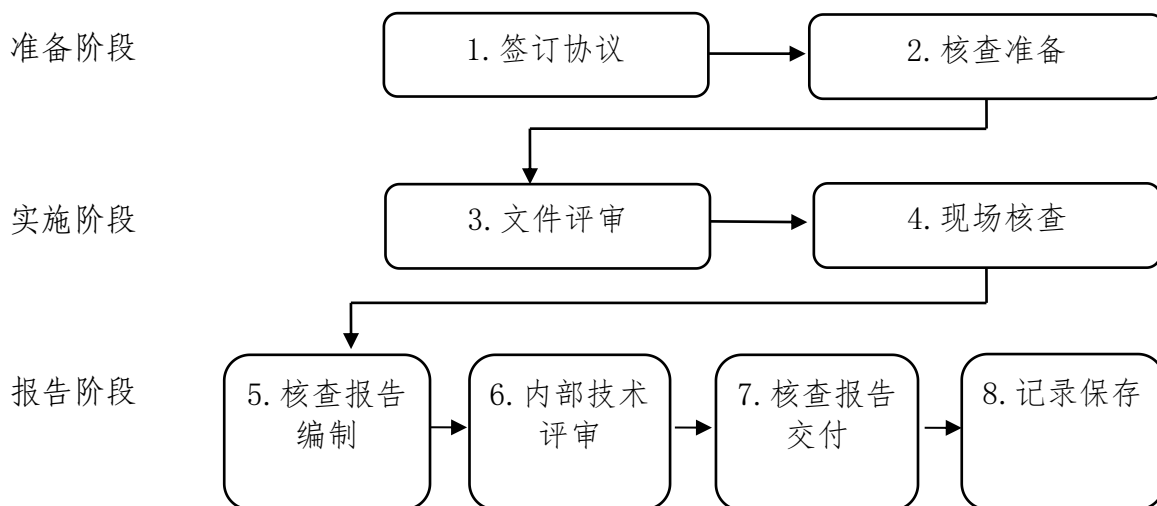 准备阶段
1.签订协议
2.核查准备
实施阶段
3.文件评审
4.现场核查
报告阶段
5.核查报告
编制
6.内部技术
评审
7.核查报告
交付
8.记录保存